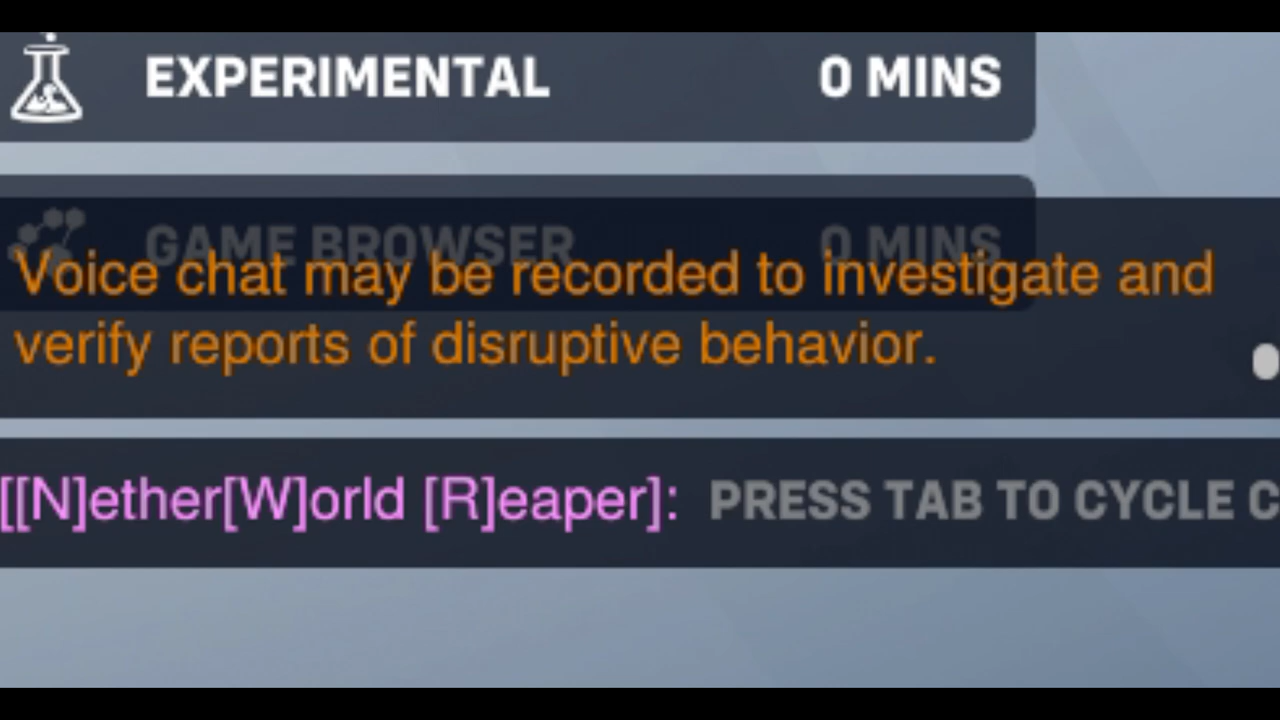 EXPERIMENTAL 0 MINS
GAME BROWSER 0 MINS
Voice chat may be recorded to investigate and
verify reports of disruptive behavior.
[[N]ether[W]orld [R]eaper]: PRESS TAB TO CYCLE C